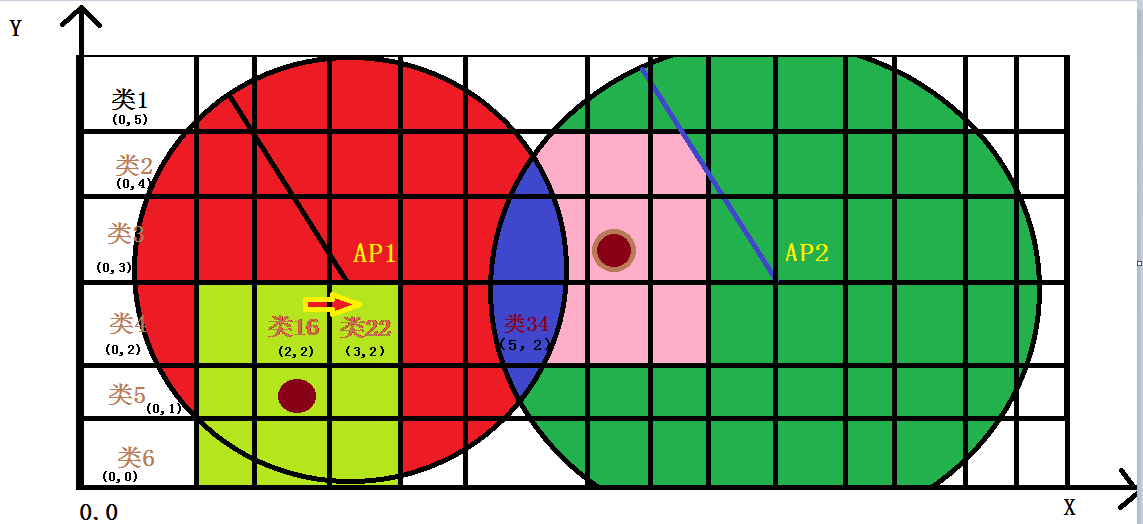 Y
类1
(0,5)
类2
(0,4)
类3
(0,3)
AP1
AP2
类4
(0,2)
类16
(2,2)
类22
(3,2)
类34
(5, 2)
类5
(0,1)
类6
(0,0)
0,0
X